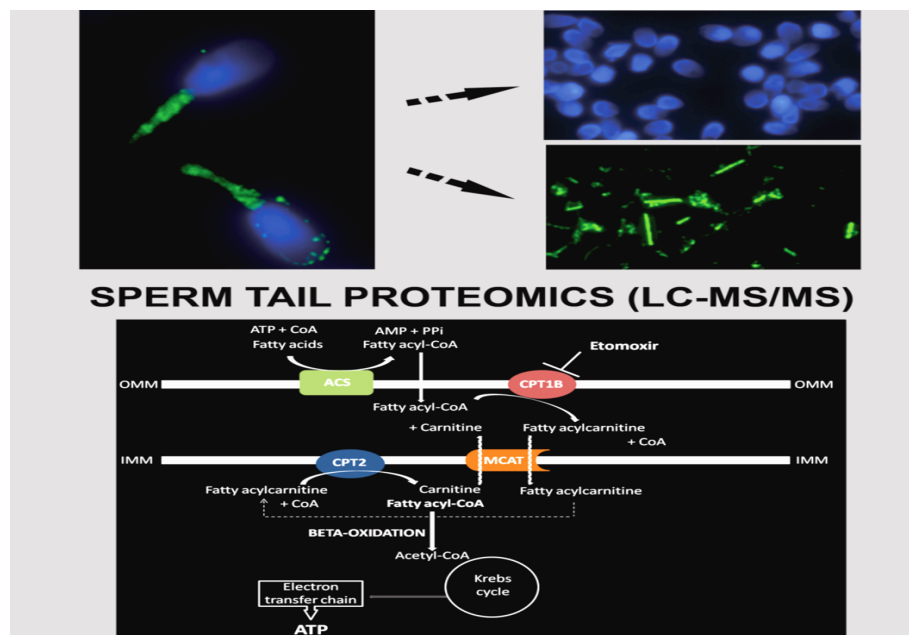 SPERM TAIL PROTEOMICS (LC-MS/MS)
ATP + CoA
Fatty acids
AMP + PPi
Fatty acyl-CoA
Etomoxir
OMM
ACS
CPT1B
OMM
Fatty acyl-CoA
+ Carnitine
Fatty acylcarnitine
+ CoA
IMM
CPT2
MCAT
IMM
Fatty acylcarnitine
+ CoA
Carnitine
Fatty acyl-CoA
Fatty acylcarnitine
BETA-OXIDATION
Acetyl-CoA
Krebs
cycle
Electron
transfer chain
ATP